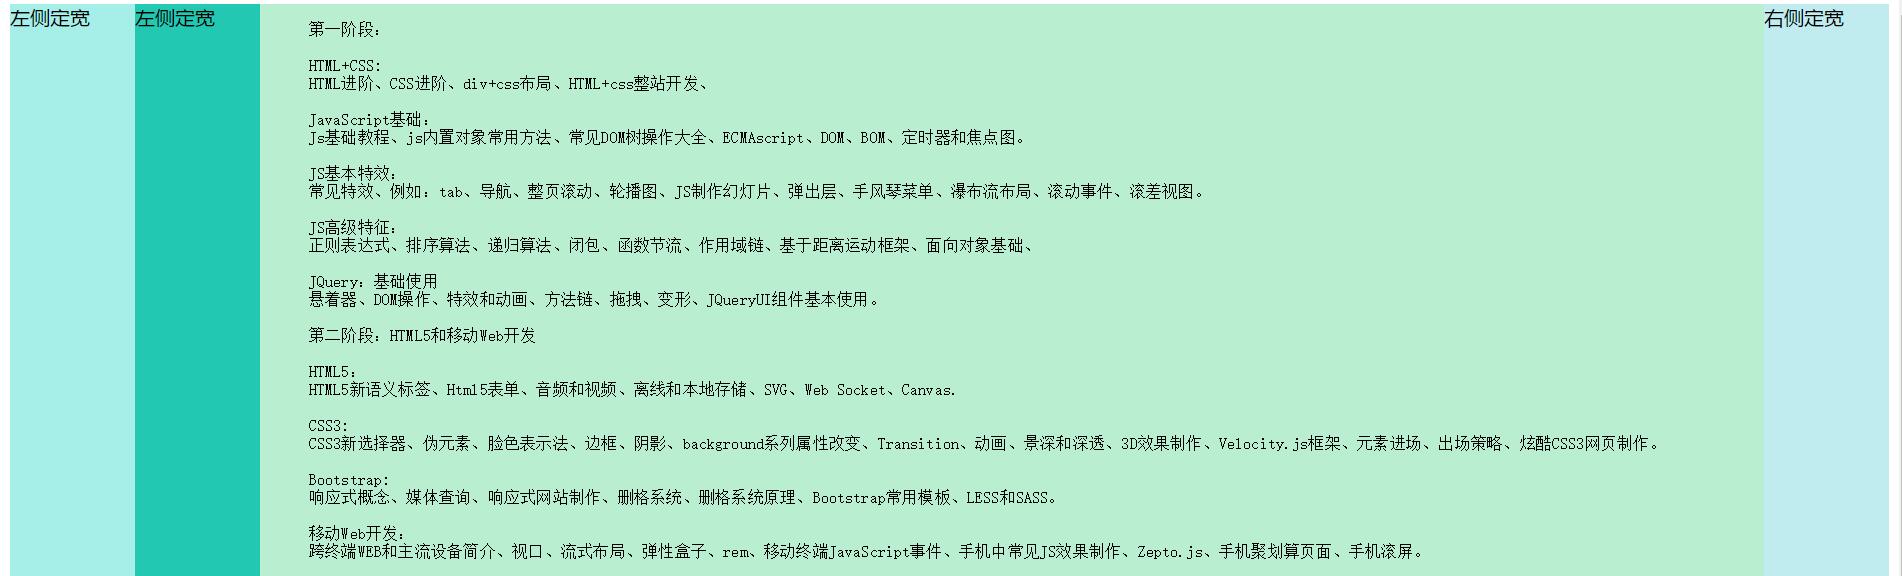 左侧定宽
左侧定宽
第一阶段：
HTML+CSS:
HTML进阶、CSS进阶、div+css布局、HTML+css整站开发、
JavaScript基础：
Js基础教程、js内置对象常用方法、常见DOM树操作大全、ECMAscript、DOM、BOM、定时器和焦点图。
JS基本特效：
常见特效、例如：tab、导航、整页滚动、轮播图、JS制作幻灯片、弹出层、手风琴菜单、瀑布流布局、滚动事件、滚差视图。
JS高级特征：
正则表达式、排序算法、递归算法、闭包、函数节流、作用域链、基于距离运动框架、面向对象基础、
JQuery：基础使用
悬着器、DOM操作、特效和动画、方法链、拖拽、变形、JQueryUI组件基本使用。
第二阶段：HTML5和移动Web开发
HTML5：
HTML5新语义标签、Html5表单、音频和视频、离线和本地存储、SVG、Web Socket、Canvas.
CSS3:
CSS3新选择器、伪元素、脸色表示法、边框、阴影、background系列属性改变、Transition、动画、景深和深透、3D效果制作、Velocity.js框架、元素进场、出场策略、炫酷CSS3网页制作。
Bootstrap:
响应式概念、媒体查询、响应式网站制作、删格系统、删格系统原理、Bootstrap常用模板、LESS和SASS。
移动Web开发：
跨终端WEB和主流设备简介、视口、流式布局、弹性盒子、rem、移动终端JavaScript事件、手机中常见JS效果制作、Zepto.js、手机聚划算页面、手机滚屏。
右侧定宽